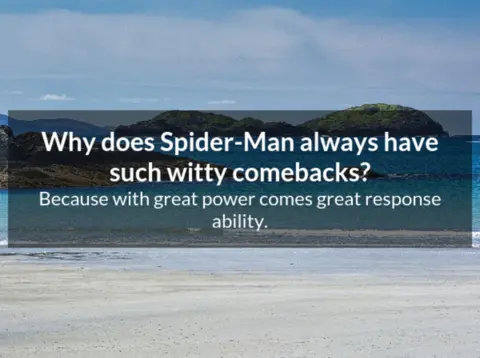 Why does Spider-Man always have
such witty comebacks?
Because with great power comes great response
ability.